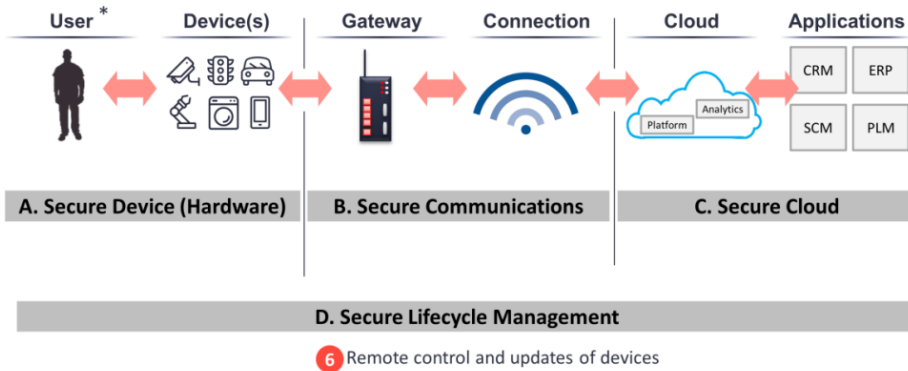 User * Device(s) Gateway Connection Cloud Applications
CRM ERP
Analytics
Platform
SCM PLM
A. Secure Device (Hardware) B. Secure Communications C. Secure Cloud
D. Secure Lifecycle Management
6 Remote control and updates of devices